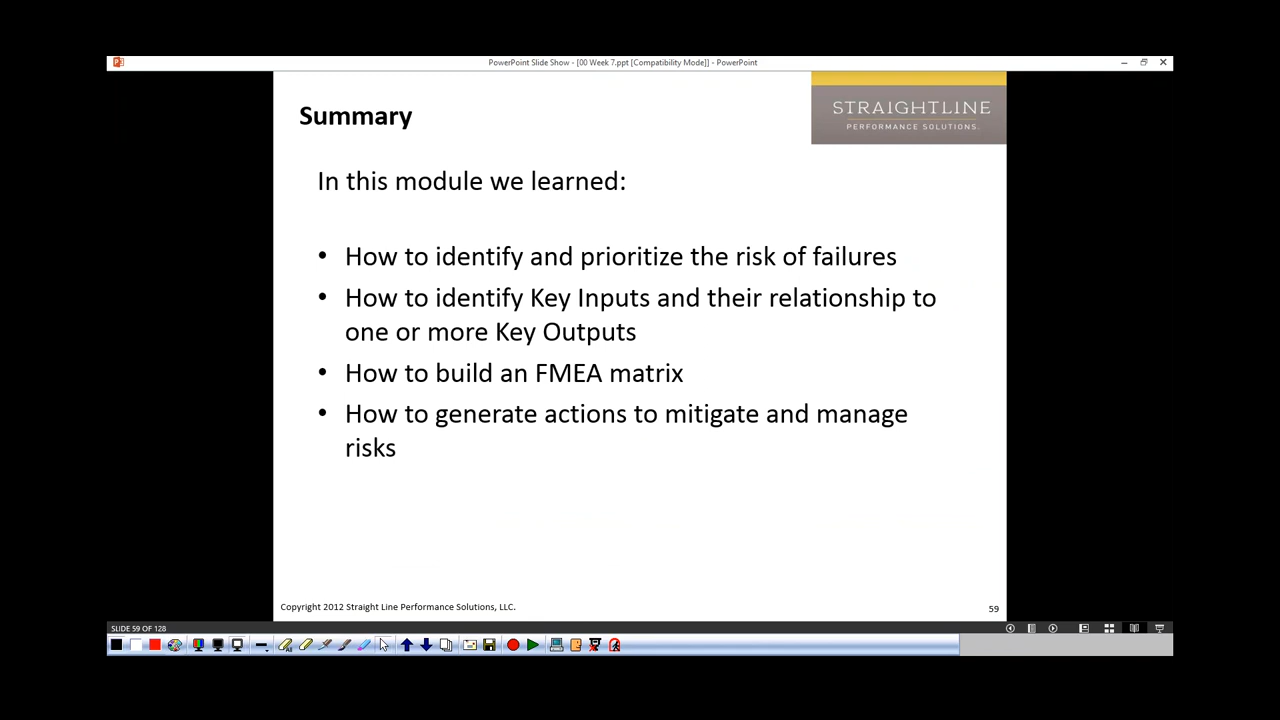 PowerPoint Slide Show - [00 Week 7.ppt [Compatibility Mode]] - PowerPoint
STRAIGHTLINE
PERFORMANCE SOLUTIONS.
Summary
In this module we learned:
• How to identify and prioritize the risk of failures
• How to identify Key Inputs and their relationship to
one or more Key Outputs
• How to build an FMEA matrix
• How to generate actions to mitigate and manage
risks
Copyright 2012 Straight Line Performance Solutions, LLC.
59
SLIDE 59 OF 128